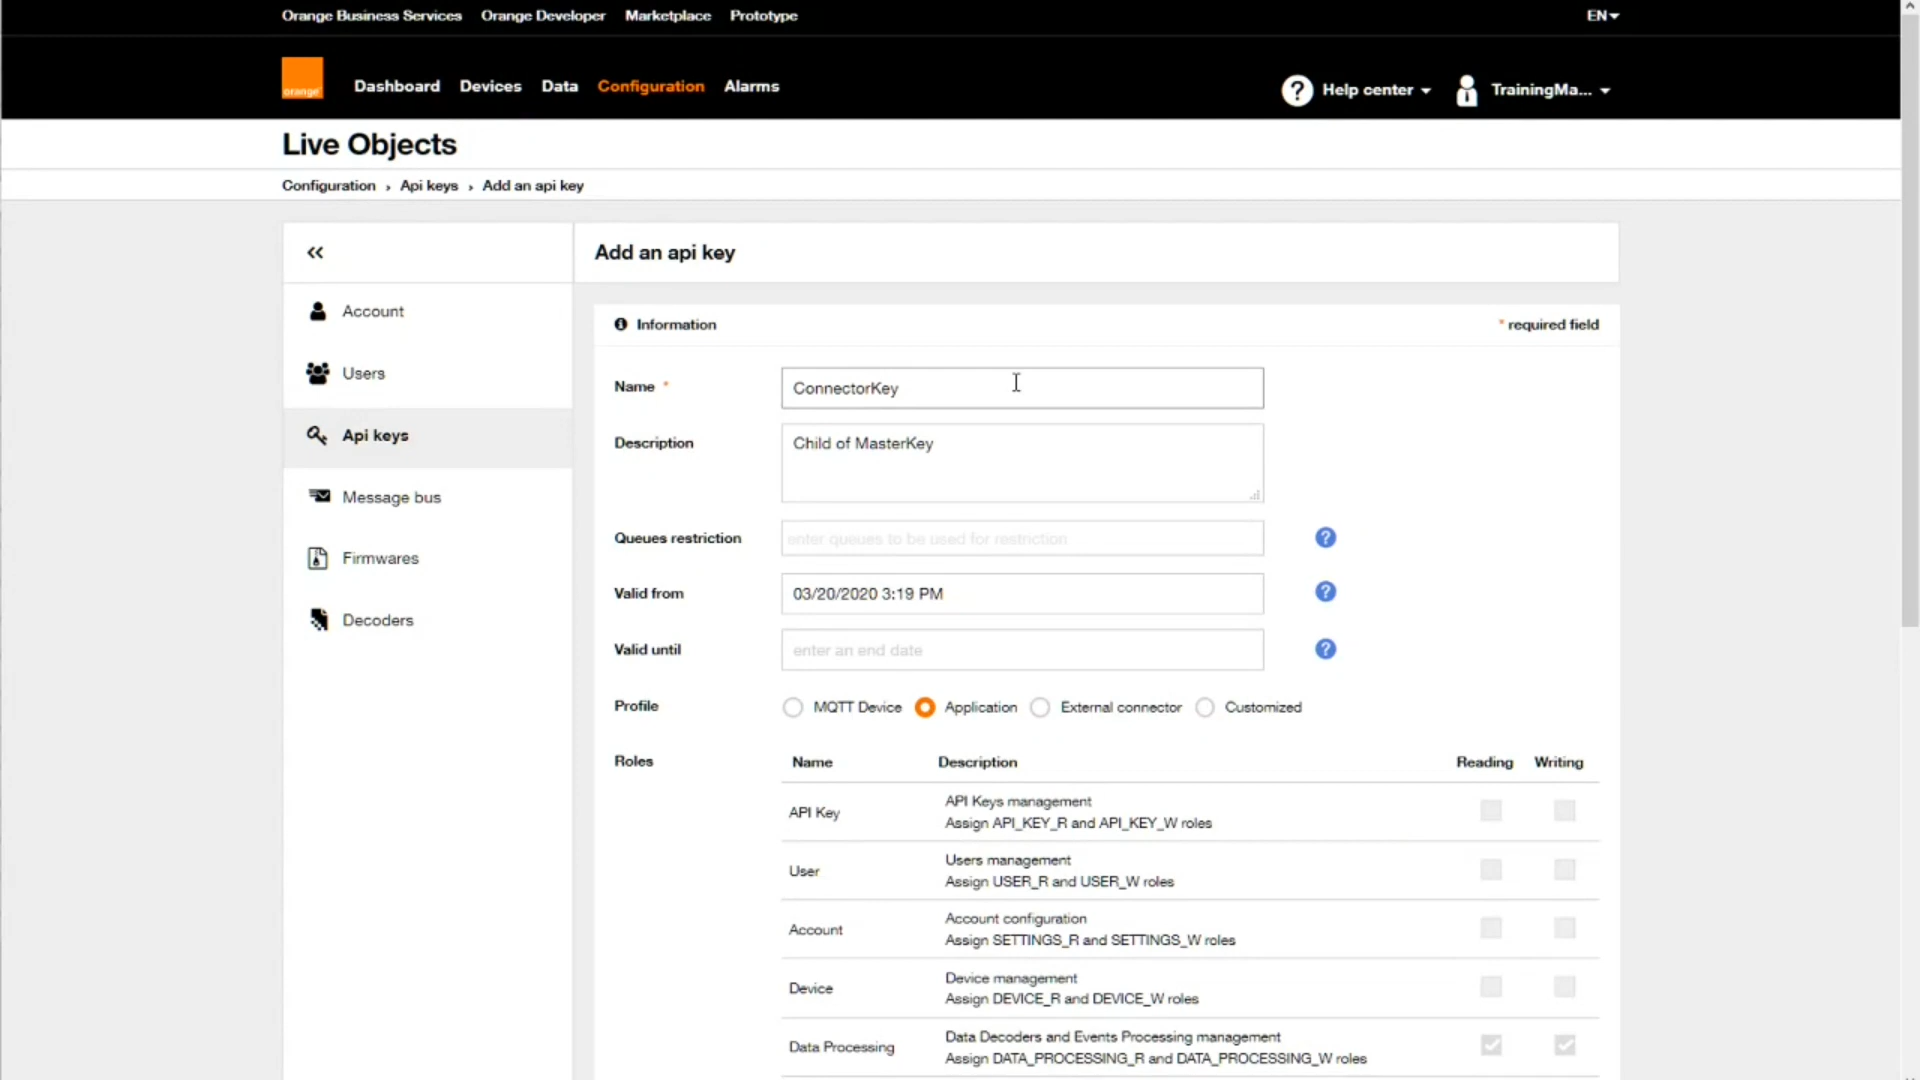 Orange Business Services Orange Developer Marketplace Prototype EN
orange
Dashboard Devices Data Configuration Alarms ? Help center TrainingMa...
Live Objects
Configuration › Api keys › Add an api key
Add an api key
Account
Users
Api keys
Message bus
Firmwares
Decoders
Information * required field
Name * ConnectorKey
Description Child of MasterKey
Queues restriction enter queues to be used for restriction ?
Valid from 03/20/2020 3:19 PM ?
Valid until enter an end date ?
Profile MQTT Device Application External connector Customized
Roles Name Description Reading Writing
API Key API Keys management
Assign API_KEY_R and API_KEY_W roles
User Users management
Assign USER_R and USER_W roles
Account Account configuration
Assign SETTINGS_R and SETTINGS_W roles
Device Device management
Assign DEVICE_R and DEVICE_W roles
Data Processing Data Decoders and Events Processing management
Assign DATA_PROCESSING_R and DATA_PROCESSING_W roles